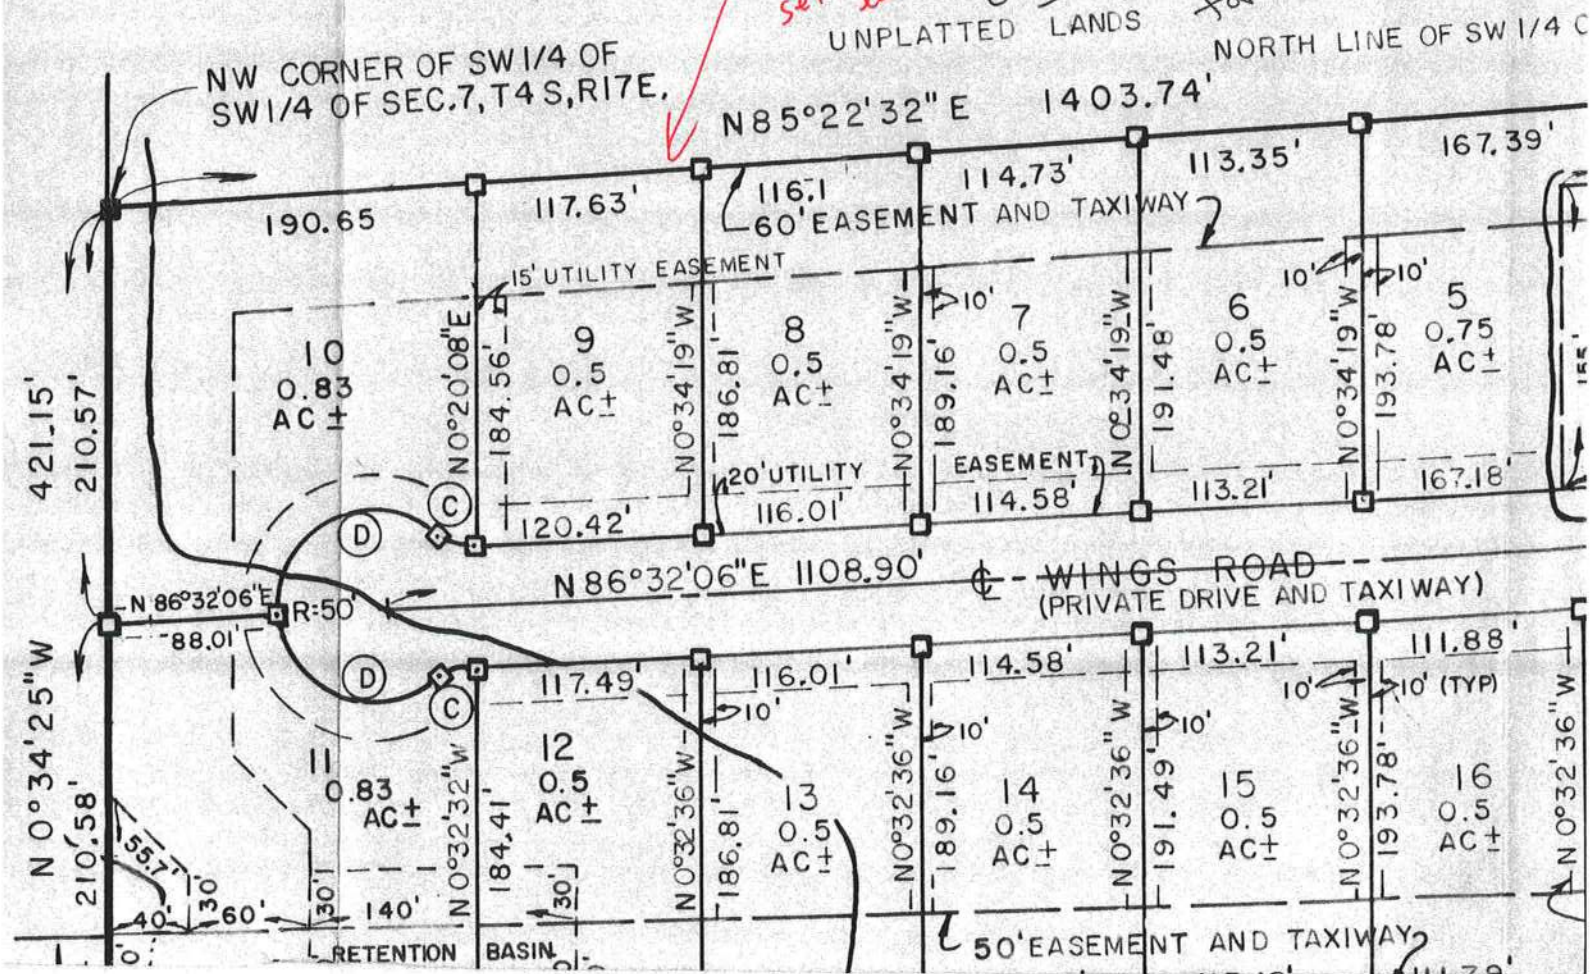 UNPLATTED LANDS
NORTH LINE OF SW 1/4
NW CORNER OF SW 1/4 OF
SW 1/4 OF SEC. 7, T4S, R17E.
N 85°22'32" E 1403.74'
190.65
117.63'
116.1
114.73'
113.35'
167.39'
60' EASEMENT AND TAXIWAY
15' UTILITY EASEMENT
10'
10'
10'
10
0.83
AC±
9
0.5
AC±
8
0.5
AC±
7
0.5
AC±
6
0.5
AC±
5
0.75
AC±
N0°20'08"E
184.56'
N0°34'19"W
186.81'
N0°34'19"W
189.16'
N0°34'19"W
191.48'
N0°34'19"W
193.78'
155'
421.15'
210.57'
20' UTILITY
EASEMENT
C
D
120.42'
116.01'
114.58'
113.21'
167.18'
N 86°32'06"E 1108.90'
℄ WINGS ROAD
(PRIVATE DRIVE AND TAXIWAY)
N 86°32'06"E
88.01'
R=50'
D
C
117.49'
116.01'
114.58'
113.21'
111.88'
10'
10'
10'
10'
10' (TYP)
N 0°34'25"W
210.58'
11
0.83
AC±
12
0.5
AC±
13
0.5
AC±
14
0.5
AC±
15
0.5
AC±
16
0.5
AC±
N0°32'32"W
184.41'
N0°32'36"W
186.81'
N0°32'36"W
189.16'
N0°32'36"W
191.49'
N0°32'36"W
193.78'
N0°32'36"W
55.7'
30'
30'
30'
40'
60'
140'
RETENTION BASIN
50' EASEMENT AND TAXIWAY